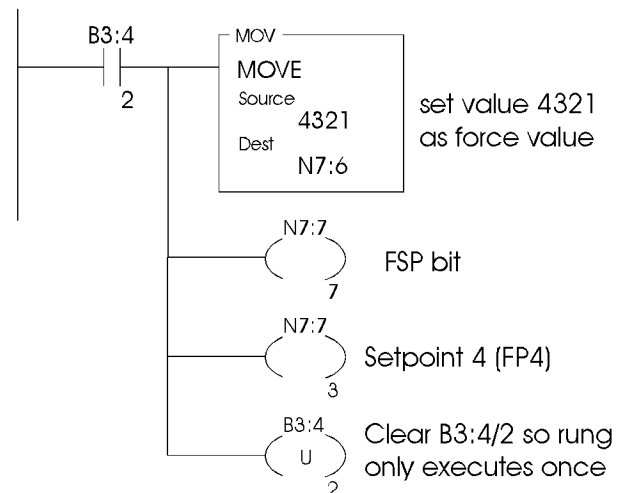 B3:4
2
MOV
MOVE
Source
4321
Dest
N7:6
set value 4321
as force value
N7:7
7
FSP bit
N7:7
3
Setpoint 4 (FP4)
B3:4
U
2
Clear B3:4/2 so rung
only executes once